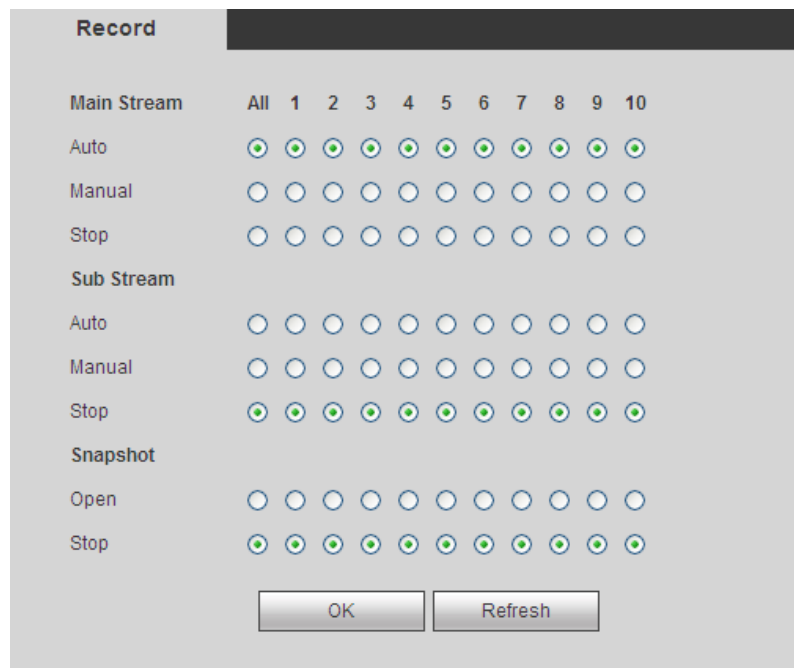 Record
Main Stream All 1 2 3 4 5 6 7 8 9 10
Auto
Manual
Stop
Sub Stream
Auto
Manual
Stop
Snapshot
Open
Stop
OK Refresh